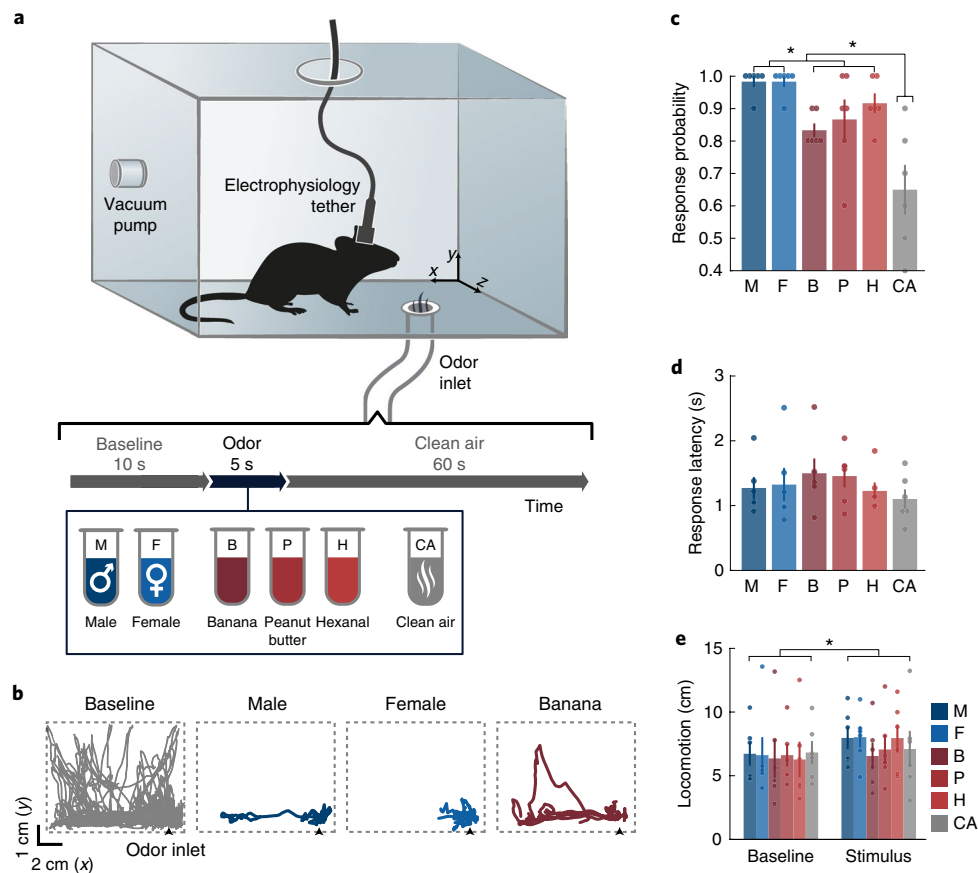 a
Electrophysiology
tether
Vacuum
pump
y
x
z
Odor
inlet
Baseline
10 s
Odor
5 s
Clean air
60 s
Time
M
F
B
P
H
CA
Male
Female
Banana
Peanut
butter
Hexanal
Clean air
b
Baseline
Male
Female
Banana
1 cm (y)
2 cm (x)
Odor inlet
c
* *
Response probability
1.0
0.9
0.8
0.7
0.6
0.5
0.4
M F B P H CA
d
Response latency (s)
3
2
1
0
M F B P H CA
e
*
Locomotion (cm)
15
10
5
0
Baseline Stimulus
M
F
B
P
H
CA